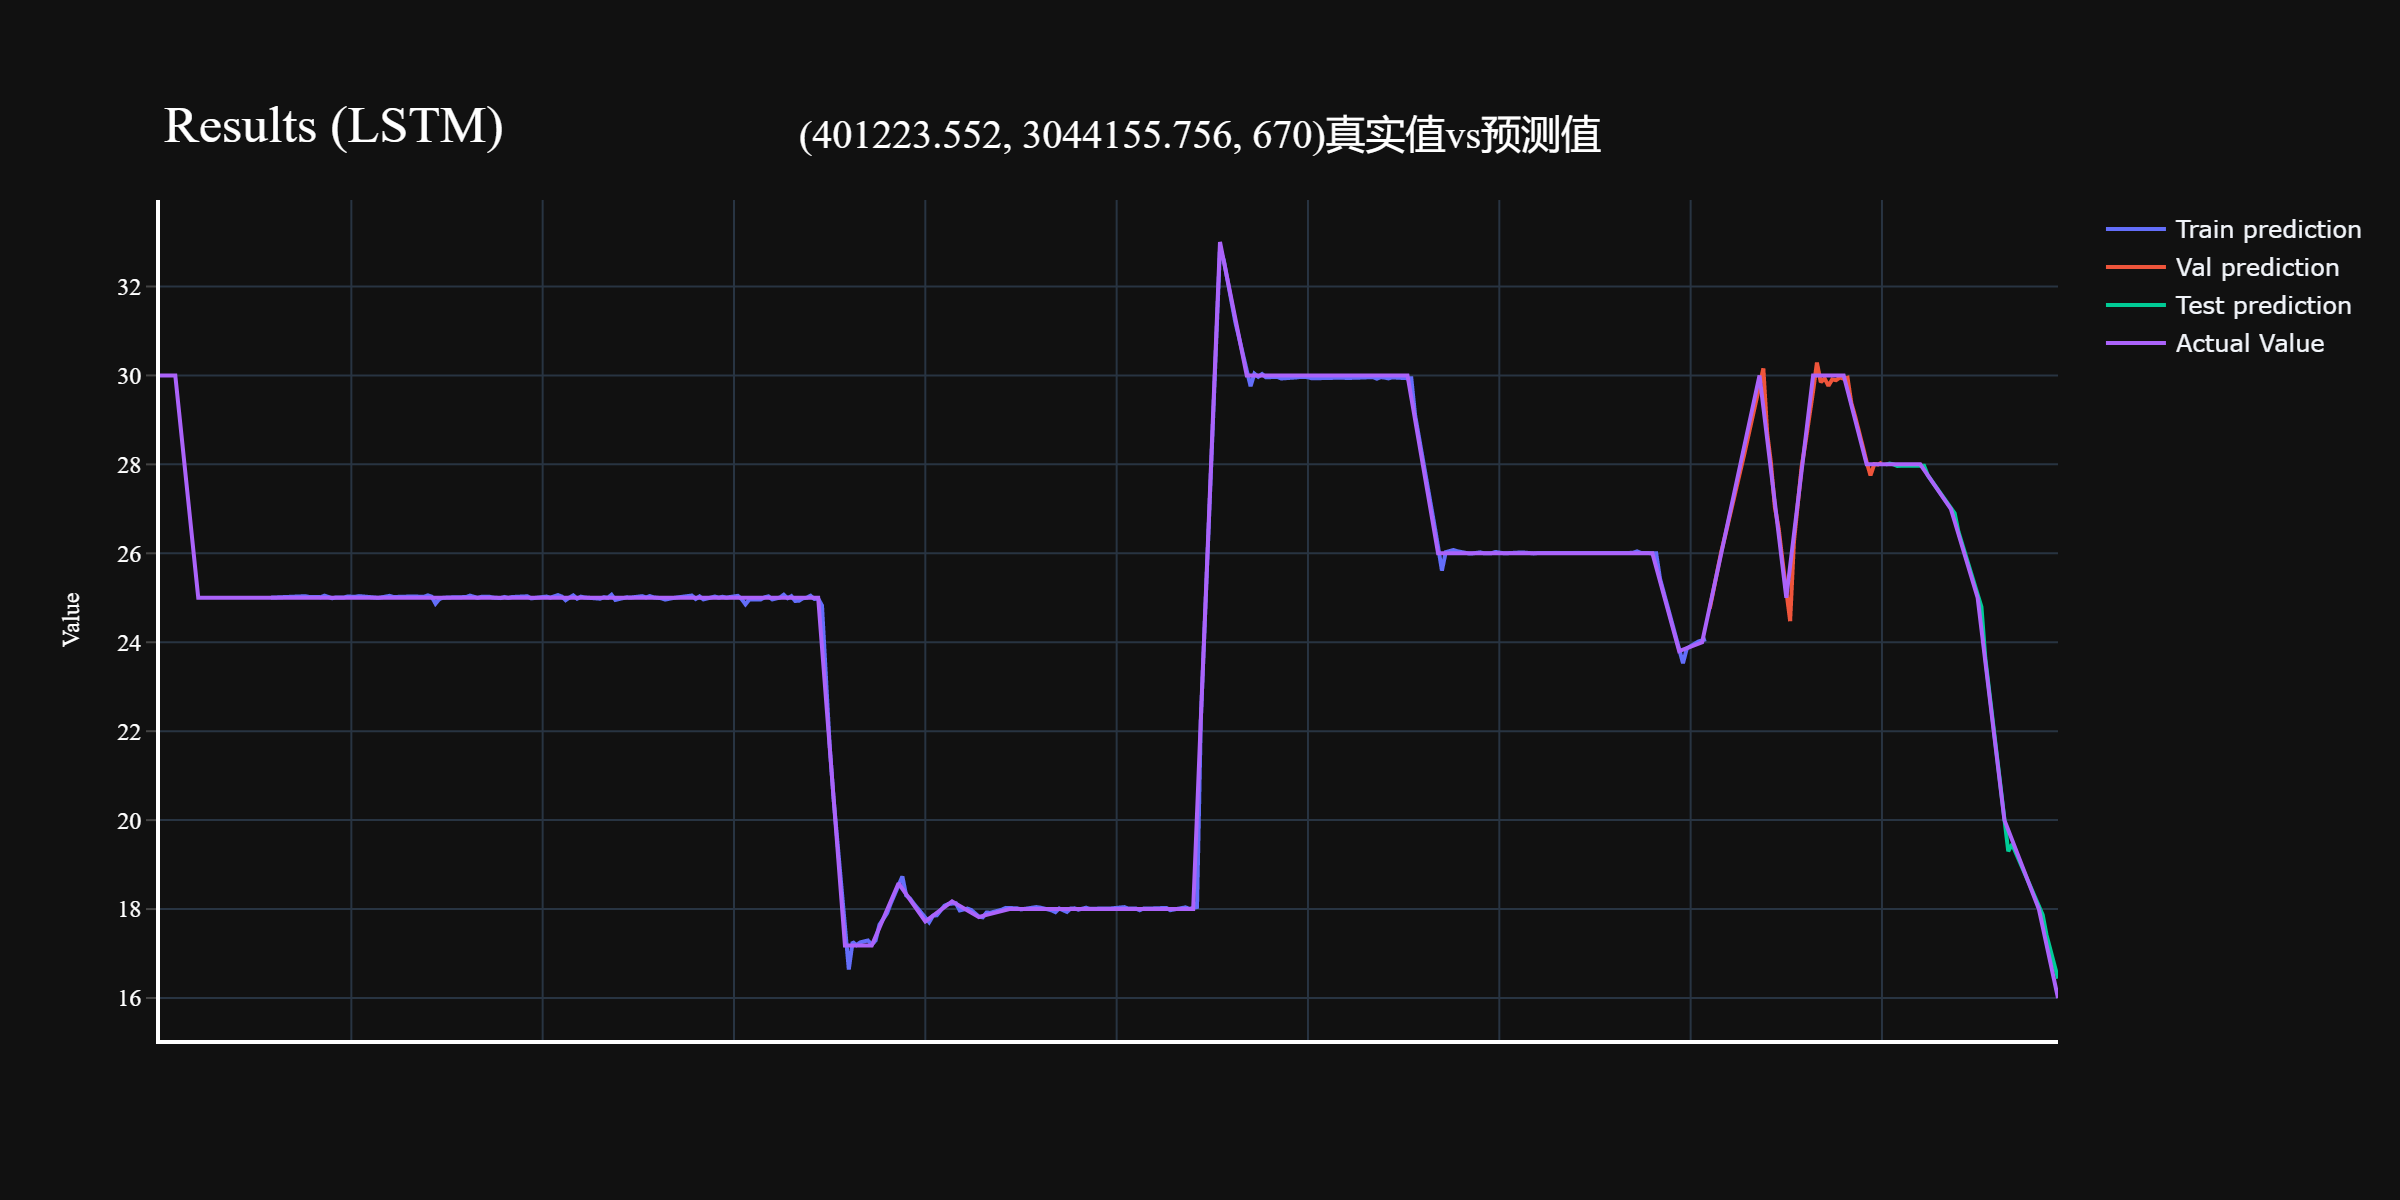 Results (LSTM)
(401223.552, 3044155.756, 670)真实值vs预测值
Train prediction
Val prediction
Test prediction
Actual Value
Value
32
30
28
26
24
22
20
18
16